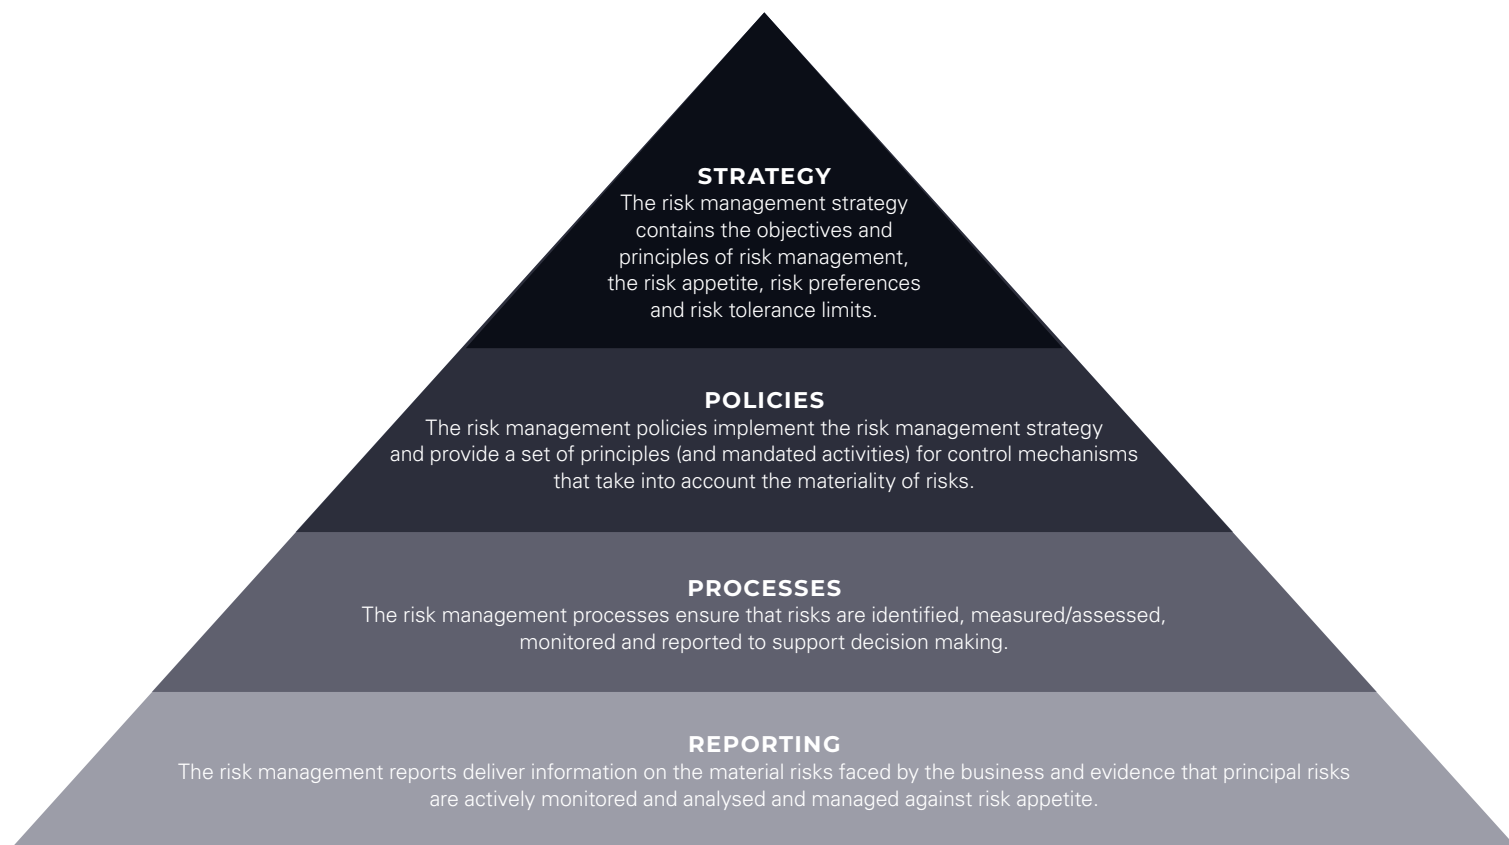 STRATEGY
The risk management strategy
contains the objectives and
principles of risk management,
the risk appetite, risk preferences
and risk tolerance limits.
POLICIES
The risk management policies implement the risk management strategy
and provide a set of principles (and mandated activities) for control mechanisms
that take into account the materiality of risks.
PROCESSES
The risk management processes ensure that risks are identified, measured/assessed,
monitored and reported to support decision making.
REPORTING
The risk management reports deliver information on the material risks faced by the business and evidence that principal risks
are actively monitored and analysed and managed against risk appetite.